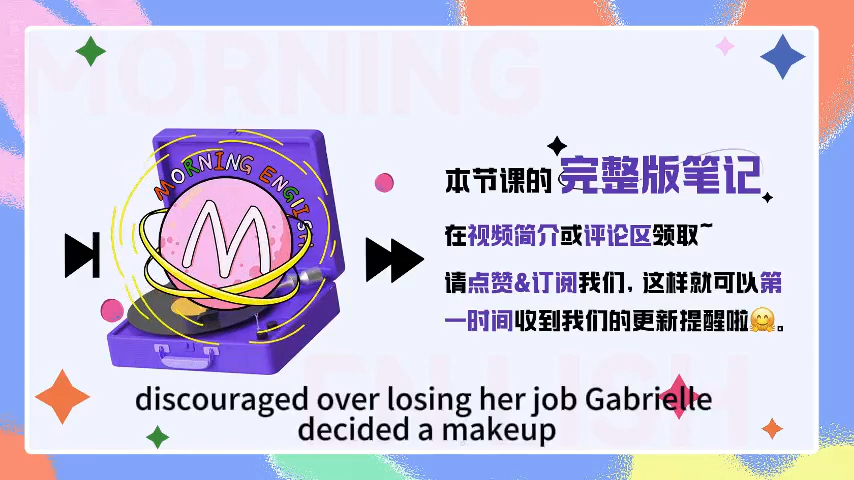 MORNING
MORNING ENGLISH
M
本节课的 完整版笔记
在视频简介或评论区领取~
请点赞&订阅我们, 这样就可以第
一时间收到我们的更新提醒啦🤗。
ENGLISH
discouraged over losing her job Gabrielle
decided a makeup